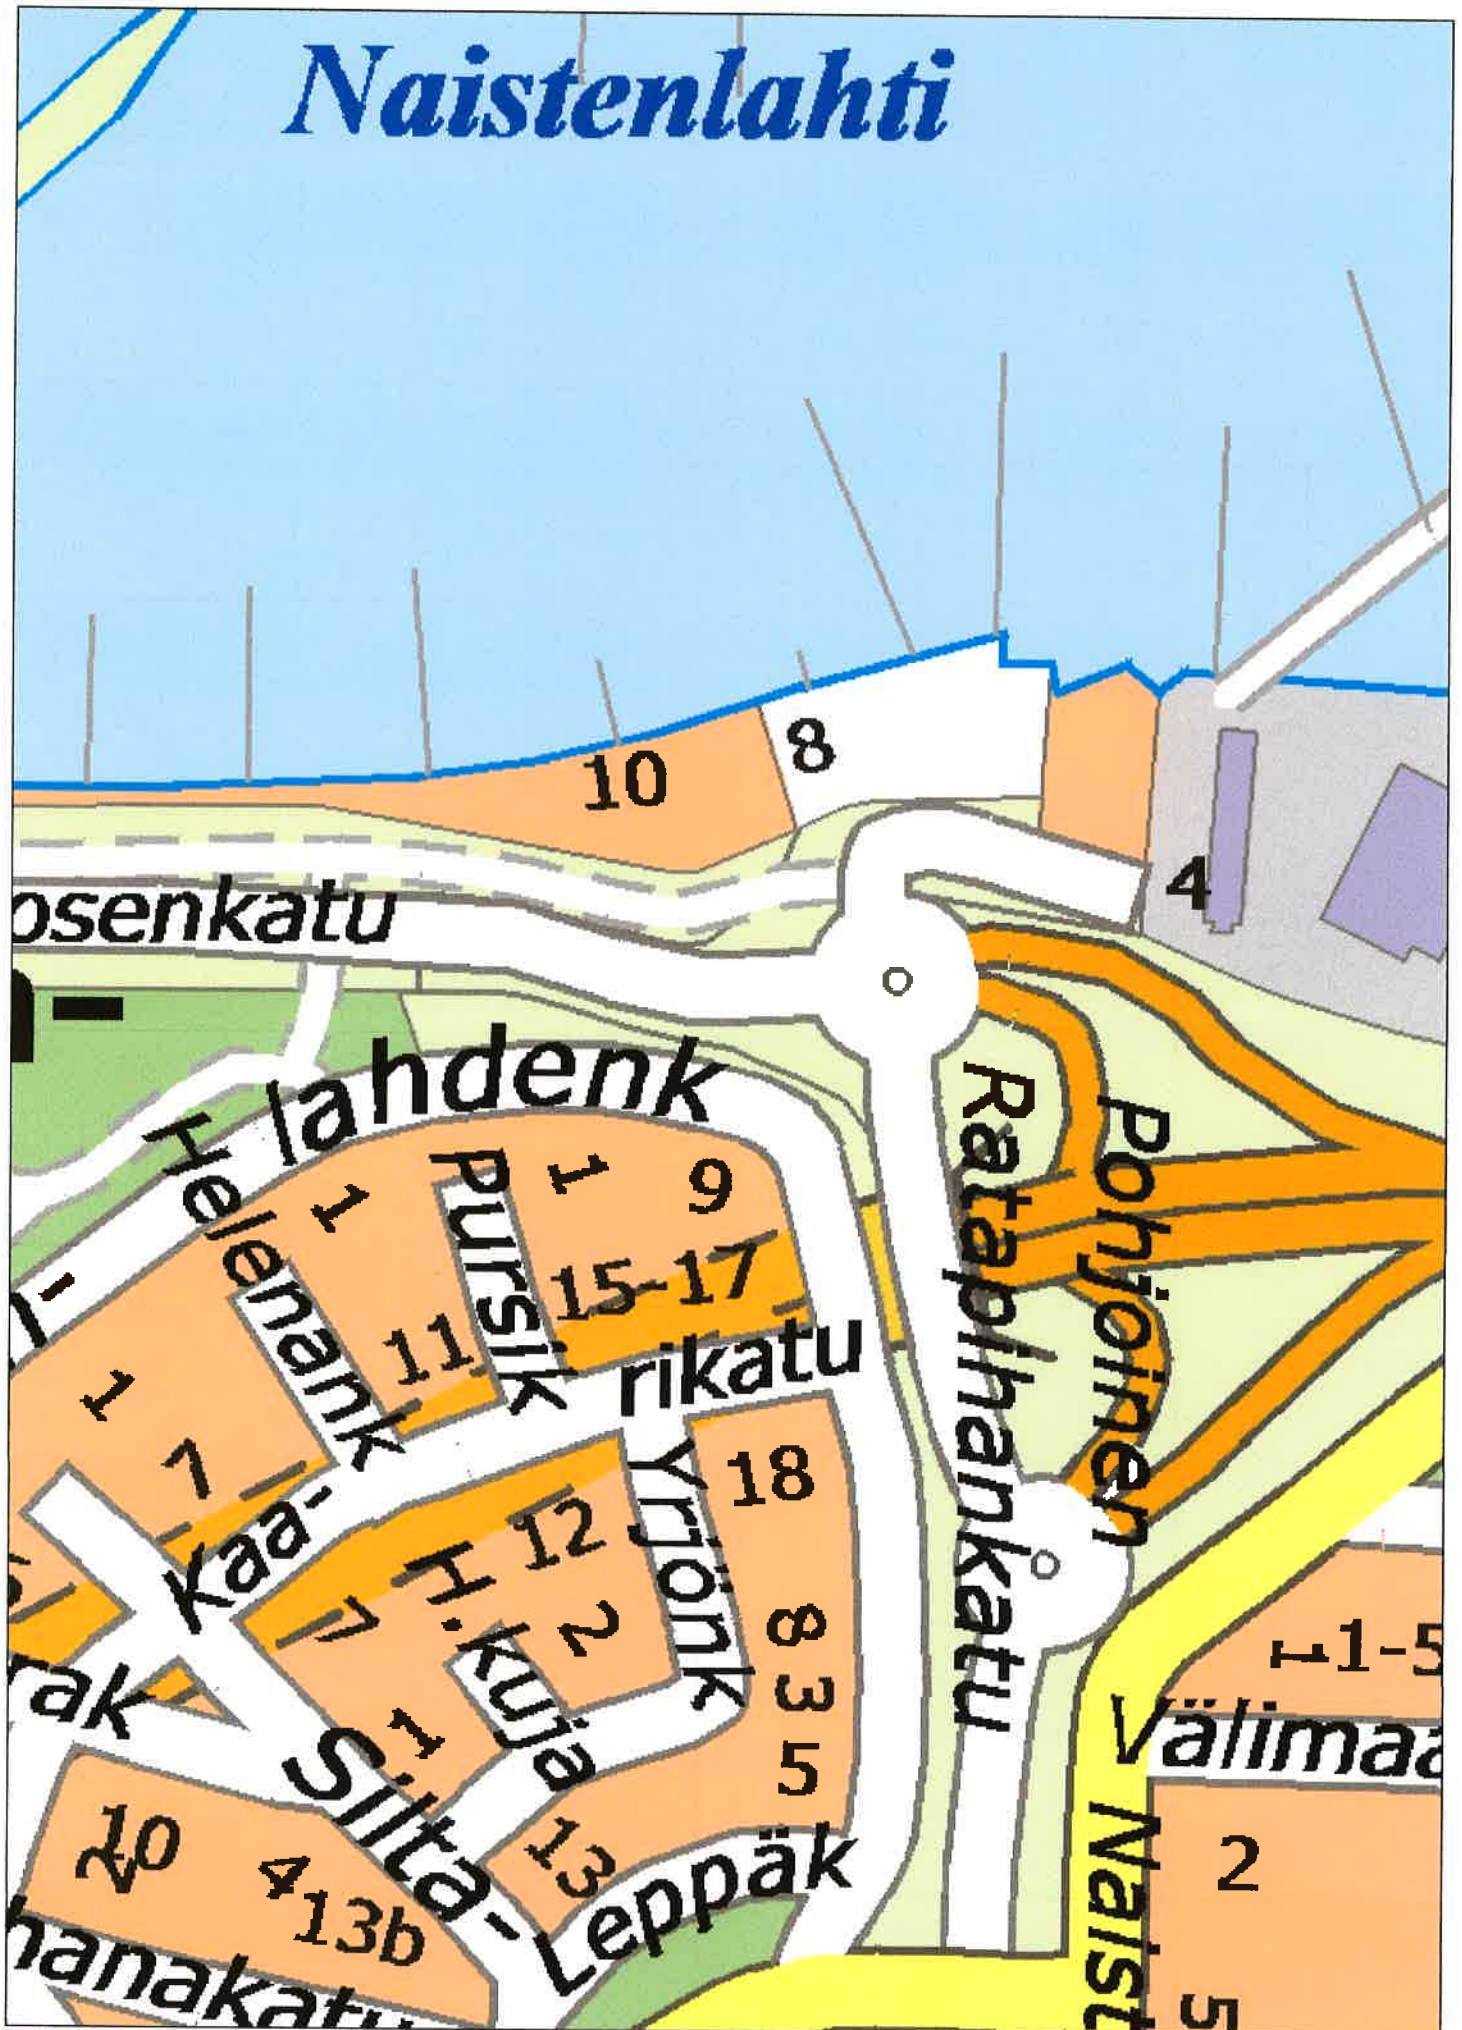 Naistenlahti
8
10
4
osenkatu
n-
lahdenk
Helenank
1
Pursik
1
9
Ratapihankatu
Pohjoinen
15-17
11
rikatu
1
7
Kaa-
18
12
Yrjönk
H.kuja
7
2
8
3
1-5
1
rak
1
5
Välimaa
Silta-
13
10
2
4
13b
Leppäk
2
Naist
hanakatu
5